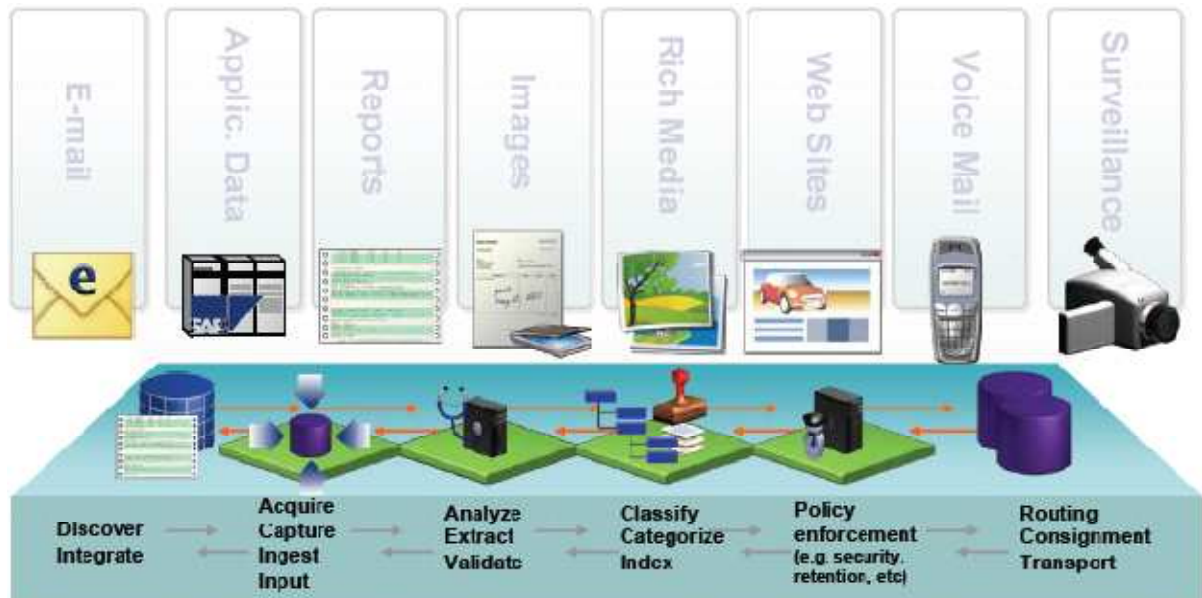 E-mail
Applic. Data
Reports
Images
Rich Media
Web Sites
Voice Mail
Surveillance
e
Discover
Integrate
Acquire
Capture
Ingest
Input
Analyze
Extract
Validate
Classify
Categorize
Index
Policy
enforcement
(e.g. security,
retention, etc)
Routing
Consignment
Transport